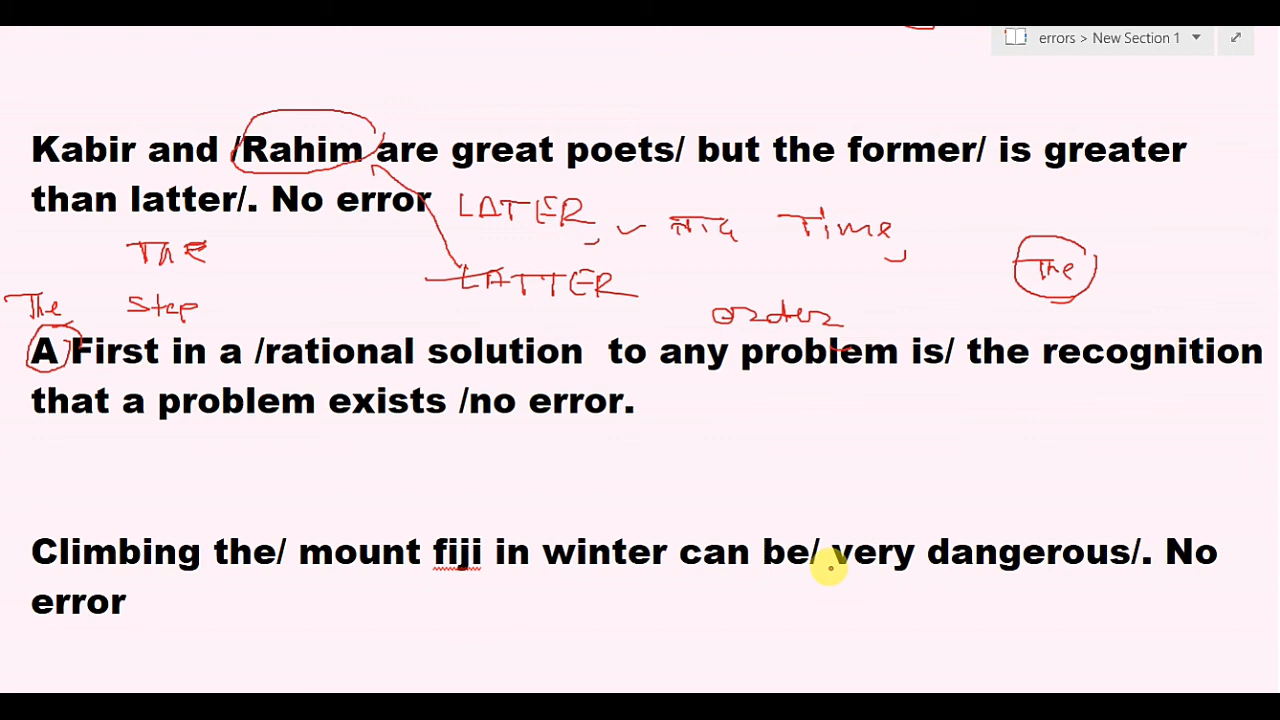 errors > New Section 1
Kabir and /Rahim are great poets/ but the former/ is greater
than latter/. No error
LATER, Time,
The
LATTER
The
The step
order
A First in a /rational solution to any problem is/ the recognition
that a problem exists /no error.
Climbing the/ mount fiji in winter can be/ very dangerous/. No
error